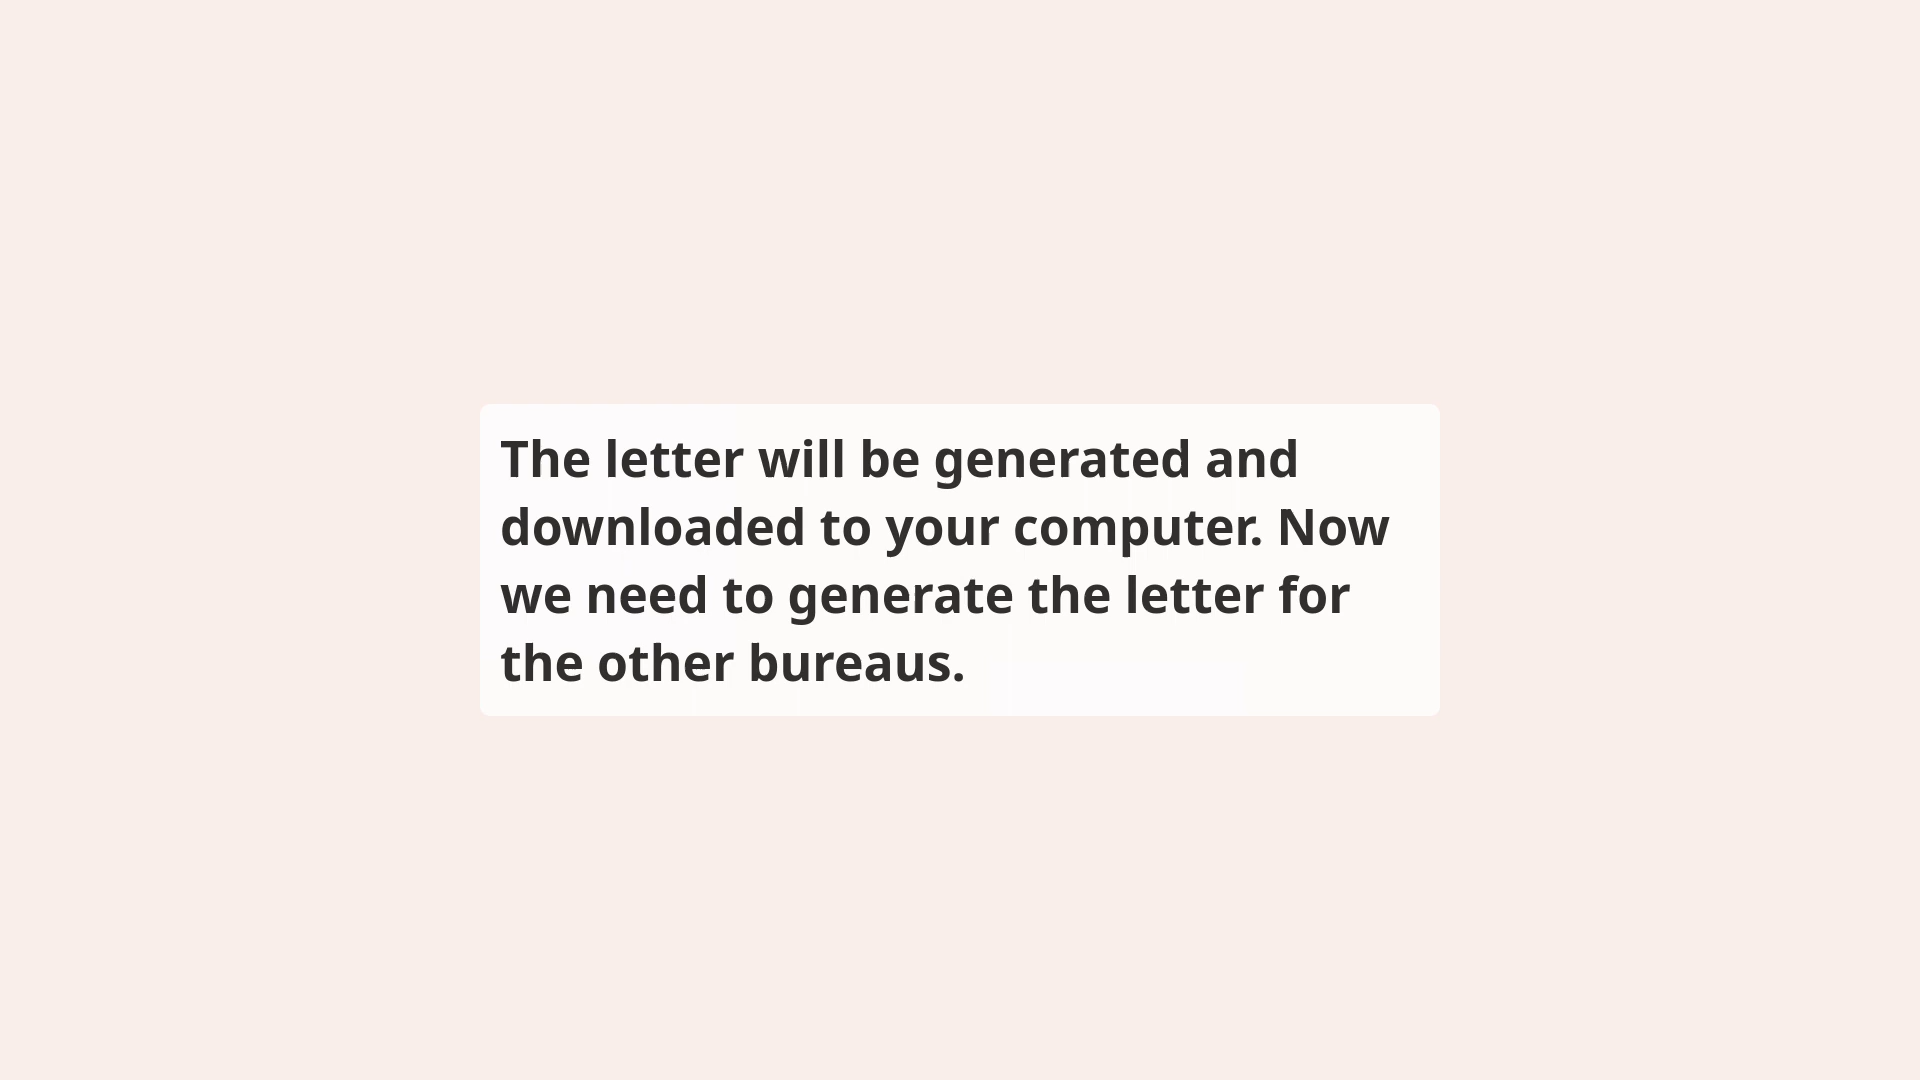 The letter will be generated and
downloaded to your computer. Now
we need to generate the letter for
the other bureaus.